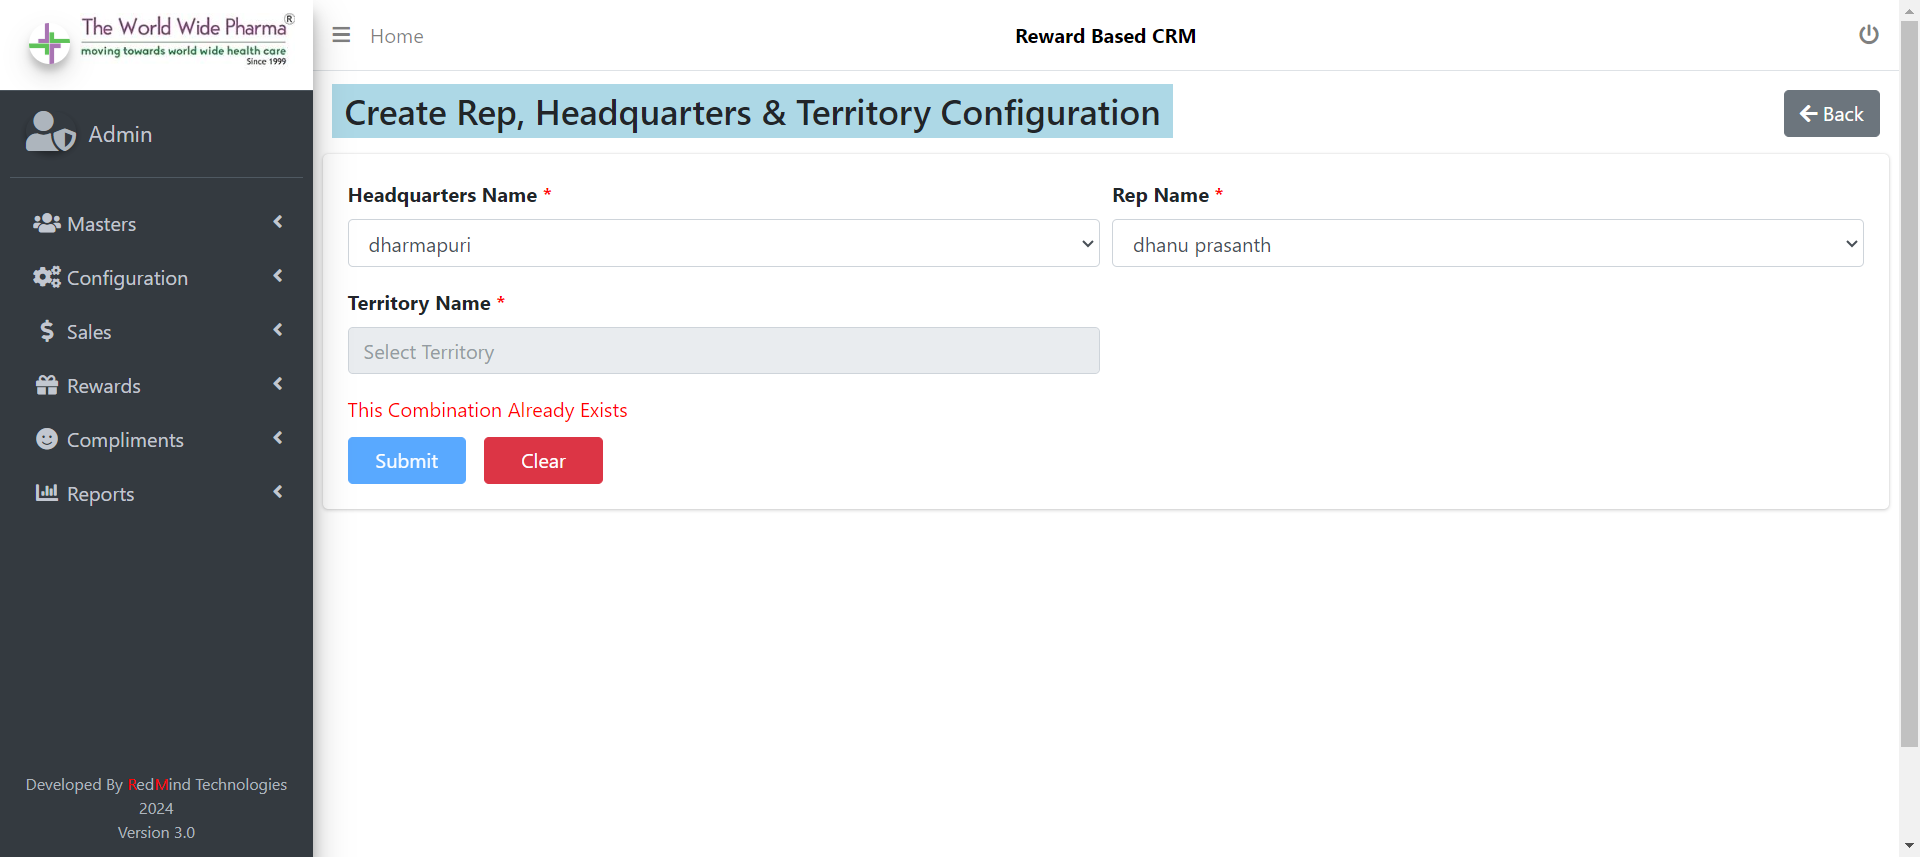 The World Wide Pharma®
moving towards world wide health care
Since 1999
Home
Reward Based CRM
Admin
Masters
Configuration
Sales
Rewards
Compliments
Reports
Developed By RedMind Technologies
2024
Version 3.0
Create Rep, Headquarters & Territory Configuration
Back
Headquarters Name *
Rep Name *
dharmapuri
dhanu prasanth
Territory Name *
Select Territory
This Combination Already Exists
Submit
Clear